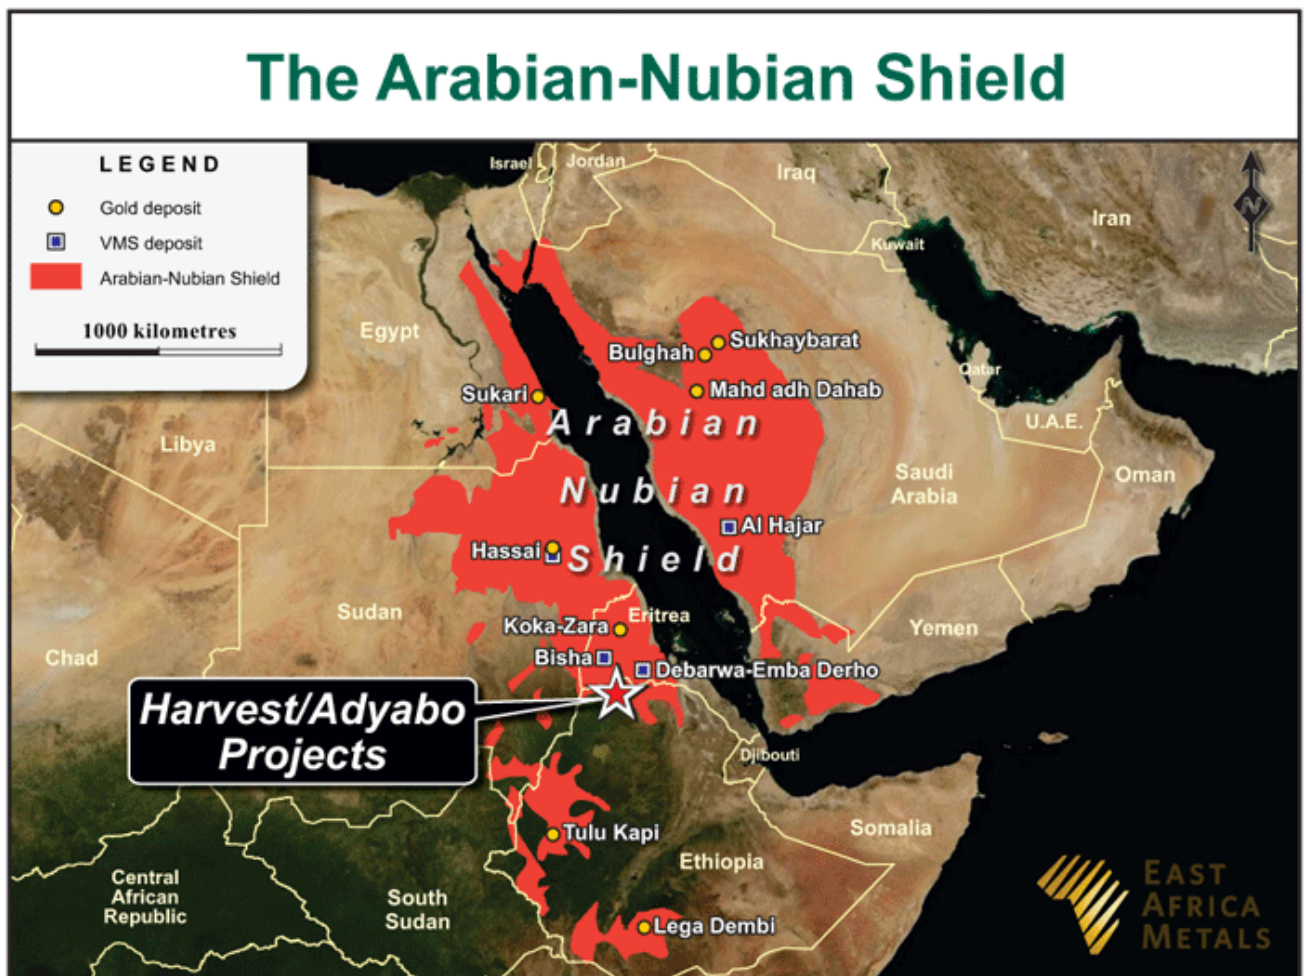 The Arabian-Nubian Shield
LEGEND
Gold deposit
VMS deposit
Arabian-Nubian Shield
1000 kilometres
Israel
Jordan
Iraq
Iran
N
Kuwait
Egypt
Sukhaybarat
Bulghah
Qatar
Mahd adh Dahab
Sukari
Arabian
U.A.E.
Libya
Saudi
Arabia
Oman
Nubian
Al Hajar
Hassai
Shield
Sudan
Eritrea
Koka-Zara
Yemen
Chad
Bisha
Debarwa-Emba Derho
Harvest/Adyabo
Projects
Djibouti
Tulu Kapi
Somalia
Ethiopia
Central
African
Republic
South
Sudan
Lega Dembi
EAST
AFRICA
METALS